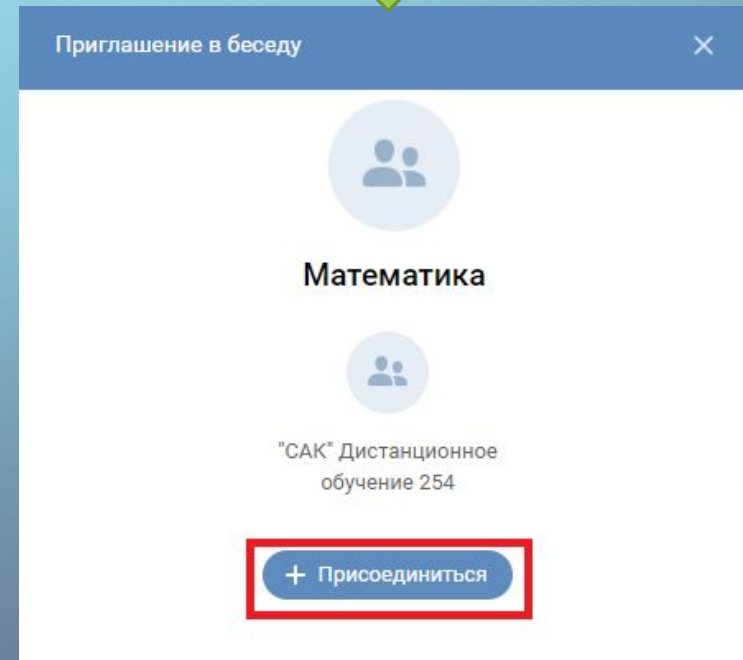 Приглашение в беседу
Математика
"САК" Дистанционное
обучение 254
+ Присоединиться